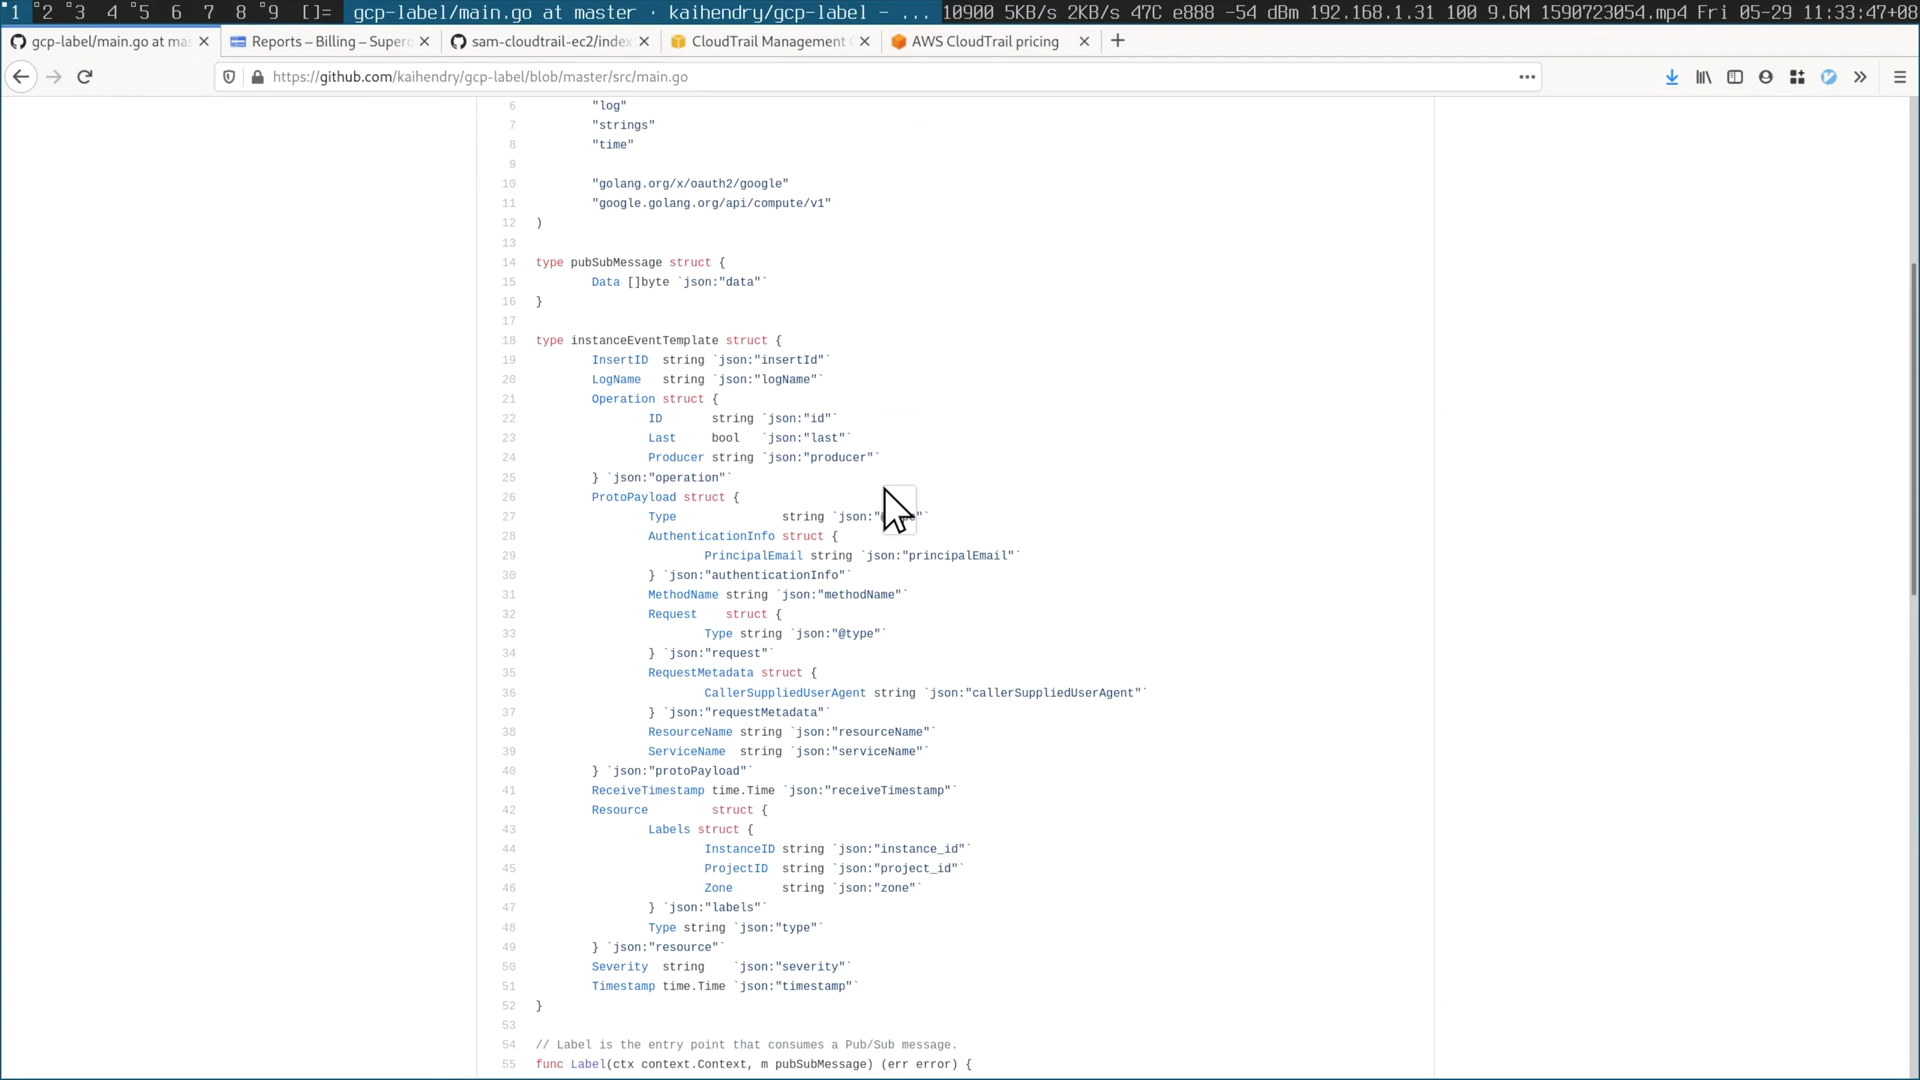 1 2 3 4 5 6 7 8 9 []= gcp-label/main.go at master · kaihendry/gcp-label – ... 10900 5KB/s 2KB/s 47C e888 -54 dBm 192.168.1.31 100 9.6M 1590723054.mp4 Fri 05-29 11:33:47+08
gcp-label/main.go at mas Reports – Billing – Superc sam-cloudtrail-ec2/index CloudTrail Management AWS CloudTrail pricing
https://github.com/kaihendry/gcp-label/blob/master/src/main.go
6 "log"
7 "strings"
8 "time"
9
10 "golang.org/x/oauth2/google"
11 "google.golang.org/api/compute/v1"
12 )
13
14 type pubSubMessage struct {
15 Data []byte `json:"data"`
16 }
17
18 type instanceEventTemplate struct {
19 InsertID string `json:"insertId"`
20 LogName string `json:"logName"`
21 Operation struct {
22 ID string `json:"id"`
23 Last bool `json:"last"`
24 Producer string `json:"producer"`
25 } `json:"operation"`
26 ProtoPayload struct {
27 Type string `json:"@type"`
28 AuthenticationInfo struct {
29 PrincipalEmail string `json:"principalEmail"`
30 } `json:"authenticationInfo"`
31 MethodName string `json:"methodName"`
32 Request struct {
33 Type string `json:"@type"`
34 } `json:"request"`
35 RequestMetadata struct {
36 CallerSuppliedUserAgent string `json:"callerSuppliedUserAgent"`
37 } `json:"requestMetadata"`
38 ResourceName string `json:"resourceName"`
39 ServiceName string `json:"serviceName"`
40 } `json:"protoPayload"`
41 ReceiveTimestamp time.Time `json:"receiveTimestamp"`
42 Resource struct {
43 Labels struct {
44 InstanceID string `json:"instance_id"`
45 ProjectID string `json:"project_id"`
46 Zone string `json:"zone"`
47 } `json:"labels"`
48 Type string `json:"type"`
49 } `json:"resource"`
50 Severity string `json:"severity"`
51 Timestamp time.Time `json:"timestamp"`
52 }
53
54 // Label is the entry point that consumes a Pub/Sub message.
55 func Label(ctx context.Context, m pubSubMessage) (err error) {